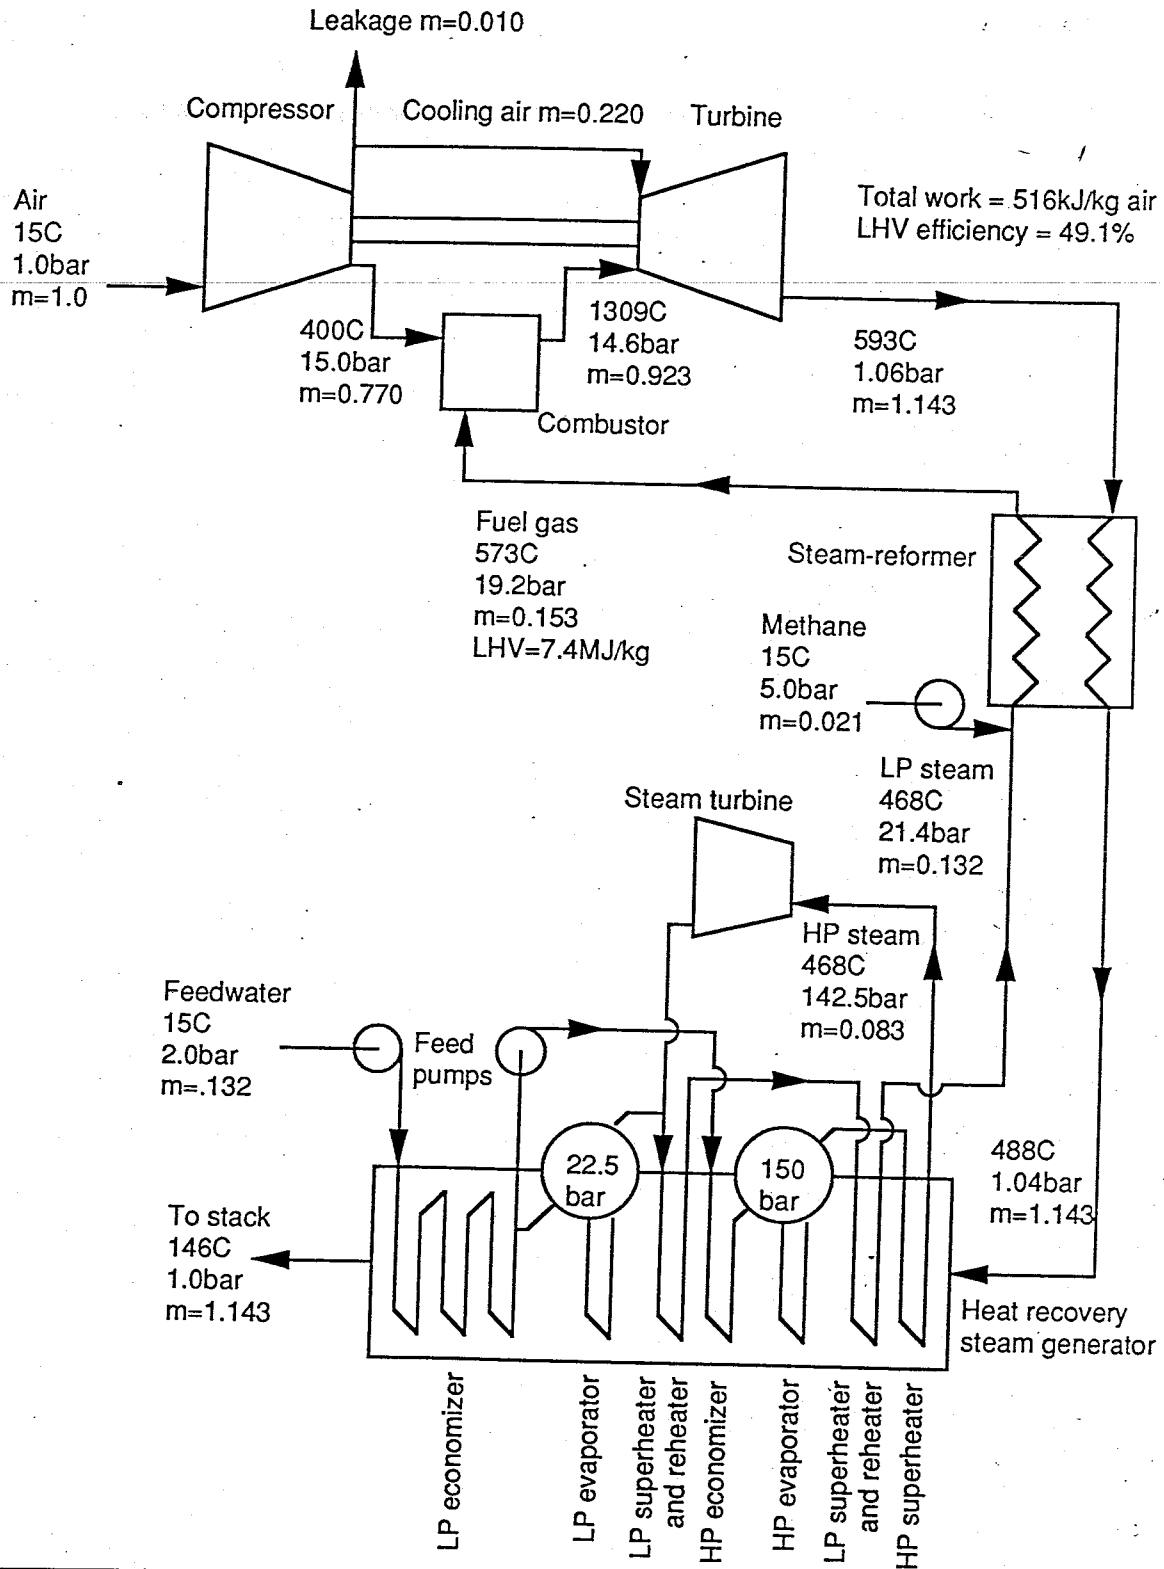 Leakage m=0.010
Compressor
Cooling air m=0.220
Turbine
Air
15C
1.0bar
m=1.0
Total work = 516kJ/kg air
LHV efficiency = 49.1%
400C
15.0bar
m=0.770
1309C
14.6bar
m=0.923
593C
1.06bar
m=1.143
Combustor
Fuel gas
573C
19.2bar
m=0.153
LHV=7.4MJ/kg
Steam-reformer
Methane
15C
5.0bar
m=0.021
LP steam
468C
21.4bar
m=0.132
Steam turbine
HP steam
468C
142.5bar
m=0.083
Feedwater
15C
2.0bar
m=.132
Feed
pumps
22.5
bar
150
bar
488C
1.04bar
m=1.143
To stack
146C
1.0bar
m=1.143
Heat recovery
steam generator
LP economizer
LP evaporator
LP superheater
and reheater
HP economizer
HP evaporator
LP superheater
and reheater
HP superheater